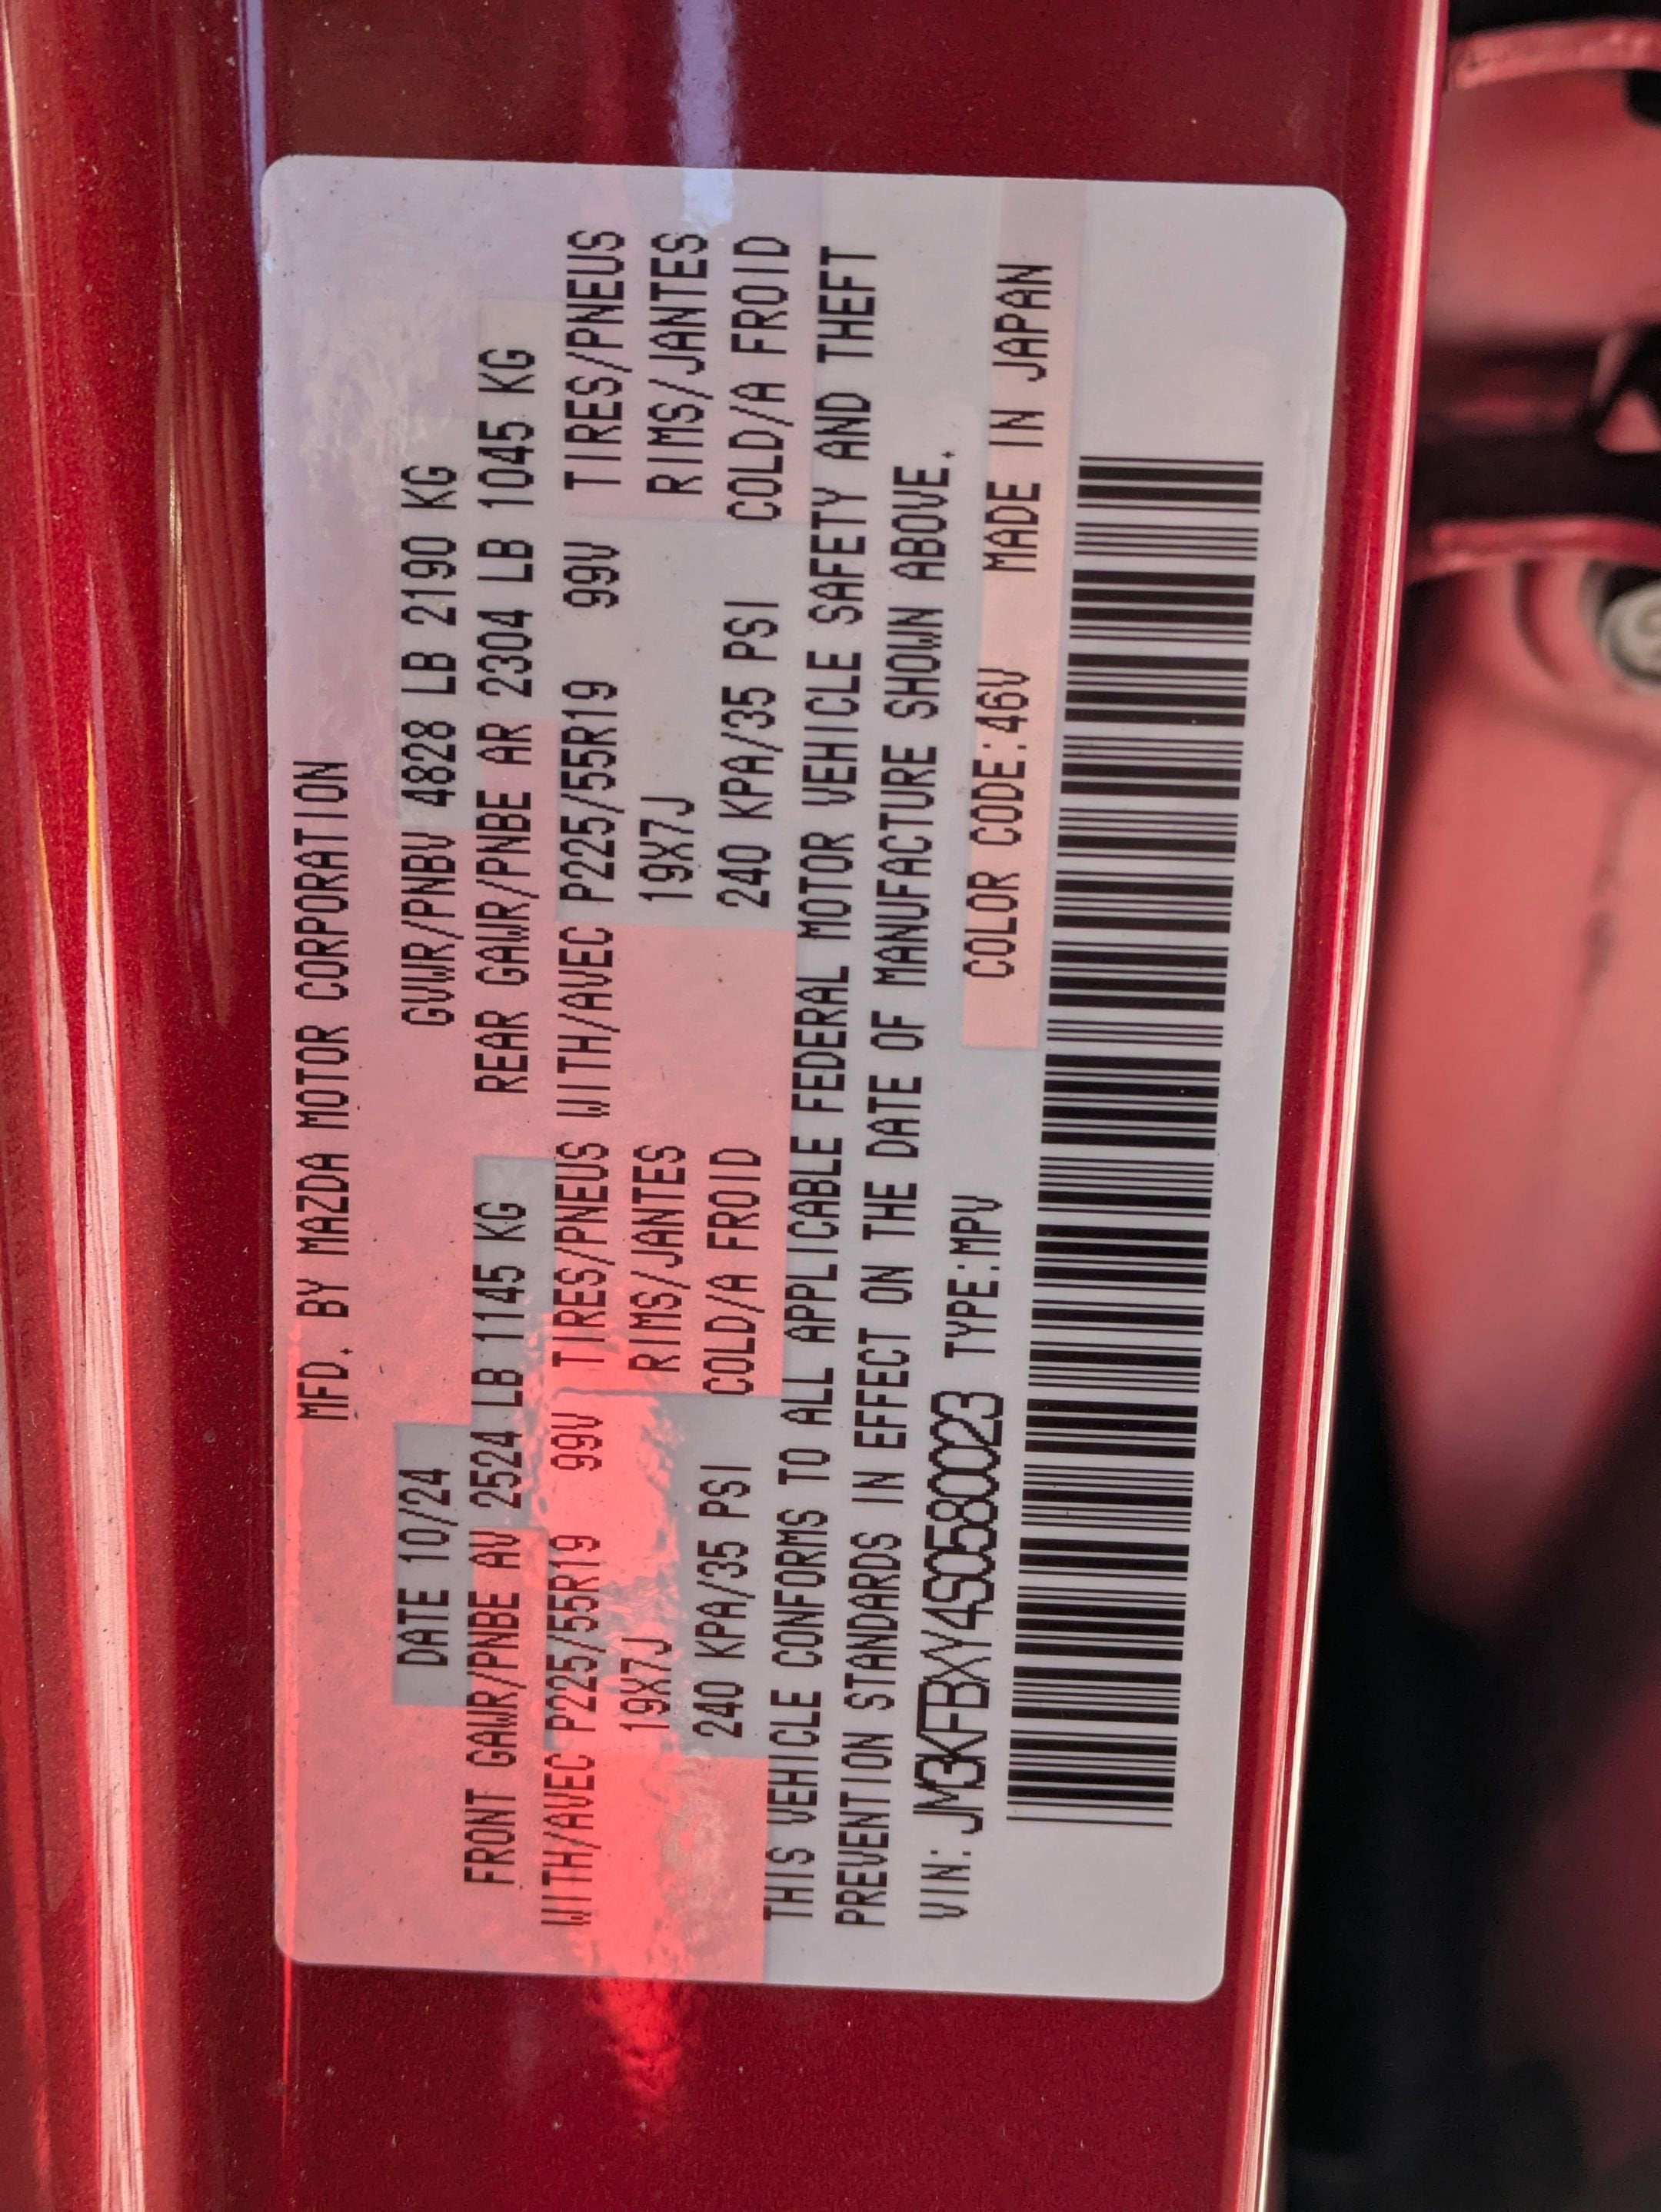 MFD. BY MAZDA MOTOR CORPORATION
DATE 10/24 GVWR/PNBV 4828 LB 2190 KG
FRONT GAWR/PNBE AV 2524 LB 1145 KG REAR GAWR/PNBE AR 2304 LB 1045 KG
WITH/AVEC P225/55R19 99V TIRES/PNEUS WITH/AVEC P225/55R19 99V TIRES/PNEUS
19X7J RIMS/JANTES 19X7J RIMS/JANTES
240 KPA/35 PSI COLD/A FROID 240 KPA/35 PSI COLD/A FROID
THIS VEHICLE CONFORMS TO ALL APPLICABLE FEDERAL MOTOR VEHICLE SAFETY AND THEFT
PREVENTION STANDARDS IN EFFECT ON THE DATE OF MANUFACTURE SHOWN ABOVE.
VIN: JM3KFBXY4S0580023 TYPE:MPV COLOR CODE:46V MADE IN JAPAN